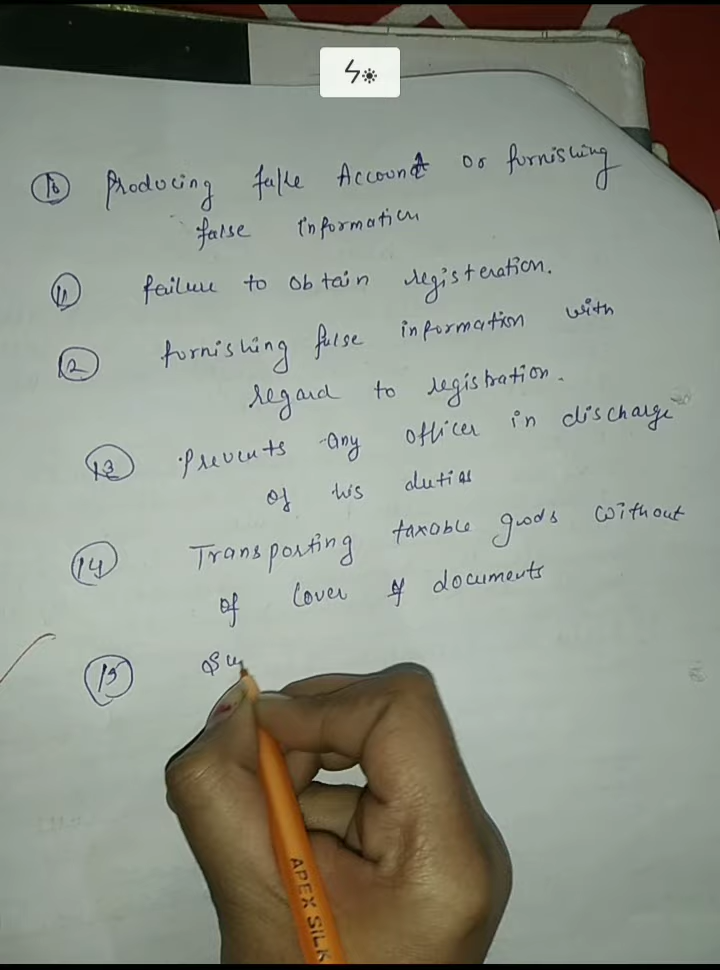 10 Producing fake Account or furnishing
false information
11 failure to obtain registeration.
12 furnishing false information with
regard to registration.
13 Prevents any officer in discharge
of his duties
14 Transporting taxable goods without
of cover of documents
15 Su
APEX SILK